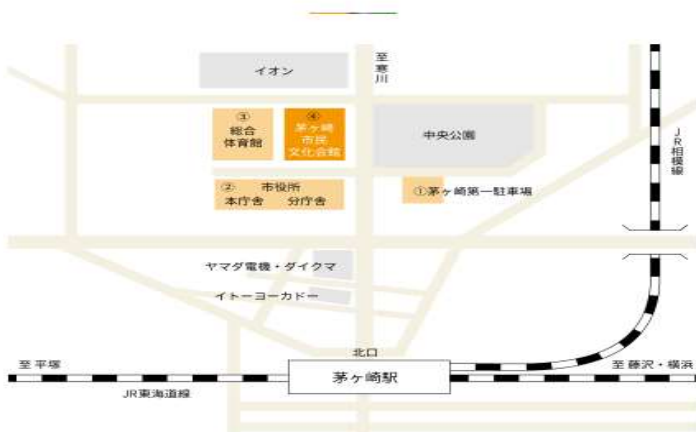 イオン
至
寒
川
③
総合
体育館
④
茅ヶ崎
市民
文化会館
中央公園
JR相模線
② 市役所
本庁舎 分庁舎
①茅ヶ崎第一駐車場
ヤマダ電機・ダイクマ
イトーヨーカドー
北口
至 平塚
茅ヶ崎駅
至 藤沢・横浜
JR東海道線